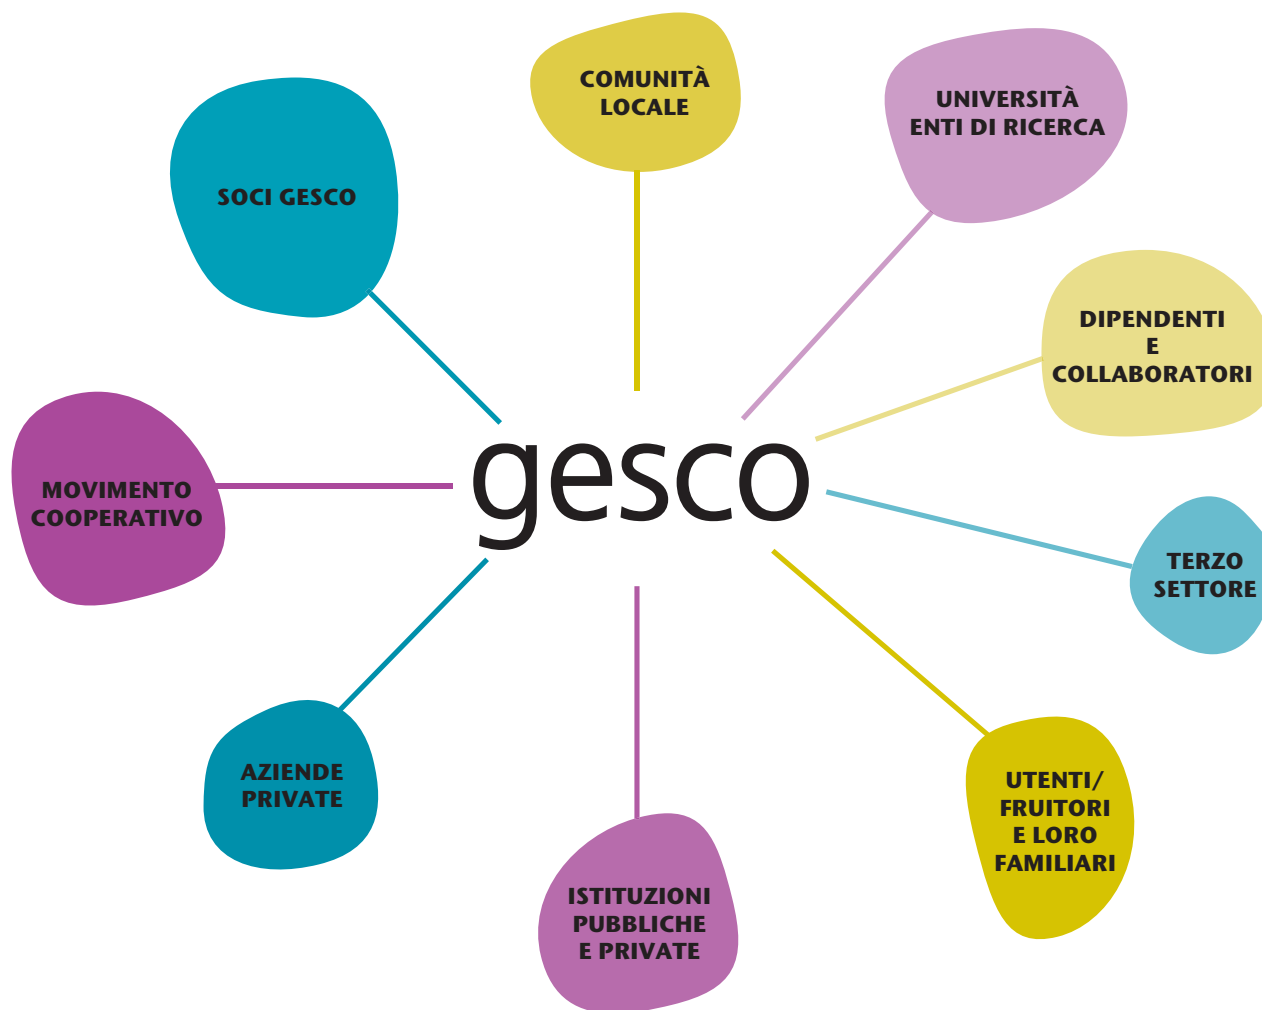 COMUNITÀ
LOCALE
UNIVERSITÀ
ENTI DI RICERCA
SOCI GESCO
DIPENDENTI
E
COLLABORATORI
gesco
MOVIMENTO
COOPERATIVO
TERZO
SETTORE
AZIENDE
PRIVATE
UTENTI/
FRUITORI
E LORO
FAMILIARI
ISTITUZIONI
PUBBLICHE
E PRIVATE